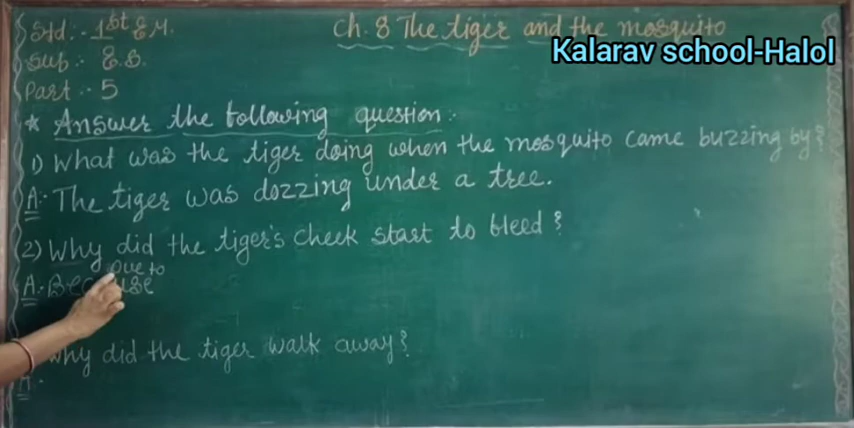 Std:- 1st E.M.
Ch. 8 The tiger and the mosquito
Kalarav school-Halol
Sub:- E.S.
Part:- 5
* Answer the following question:-
1) What was the tiger doing when the mosquito came buzzing by?
A:- The tiger was dozzing under a tree.
2) Why did the tiger's cheek start to bleed?
Due to
A:- Because
Why did the tiger walk away?
A:-